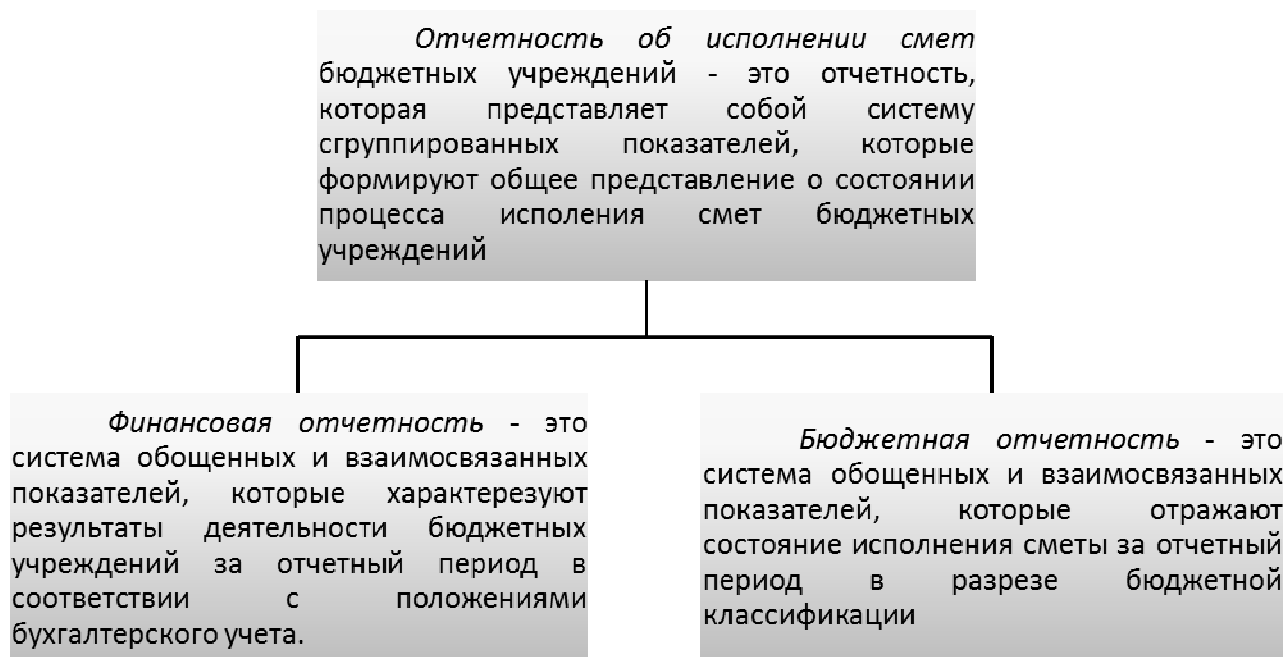 Отчетность об исполнении смет
бюджетных учреждений - это отчетность,
которая представляет собой систему
сгруппированных показателей, которые
формируют общее представление о состоянии
процесса исполения смет бюджетных
учреждений
Финансовая отчетность - это
система обощенных и взаимосвязанных
показателей, которые характерезуют
результаты деятельности бюджетных
учреждений за отчетный период в
соответствии с положениями
бухгалтерского учета.
Бюджетная отчетность - это
система обощенных и взаимосвязанных
показателей, которые отражают
состояние исполнения сметы за отчетный
период в разрезе бюджетной
классификации